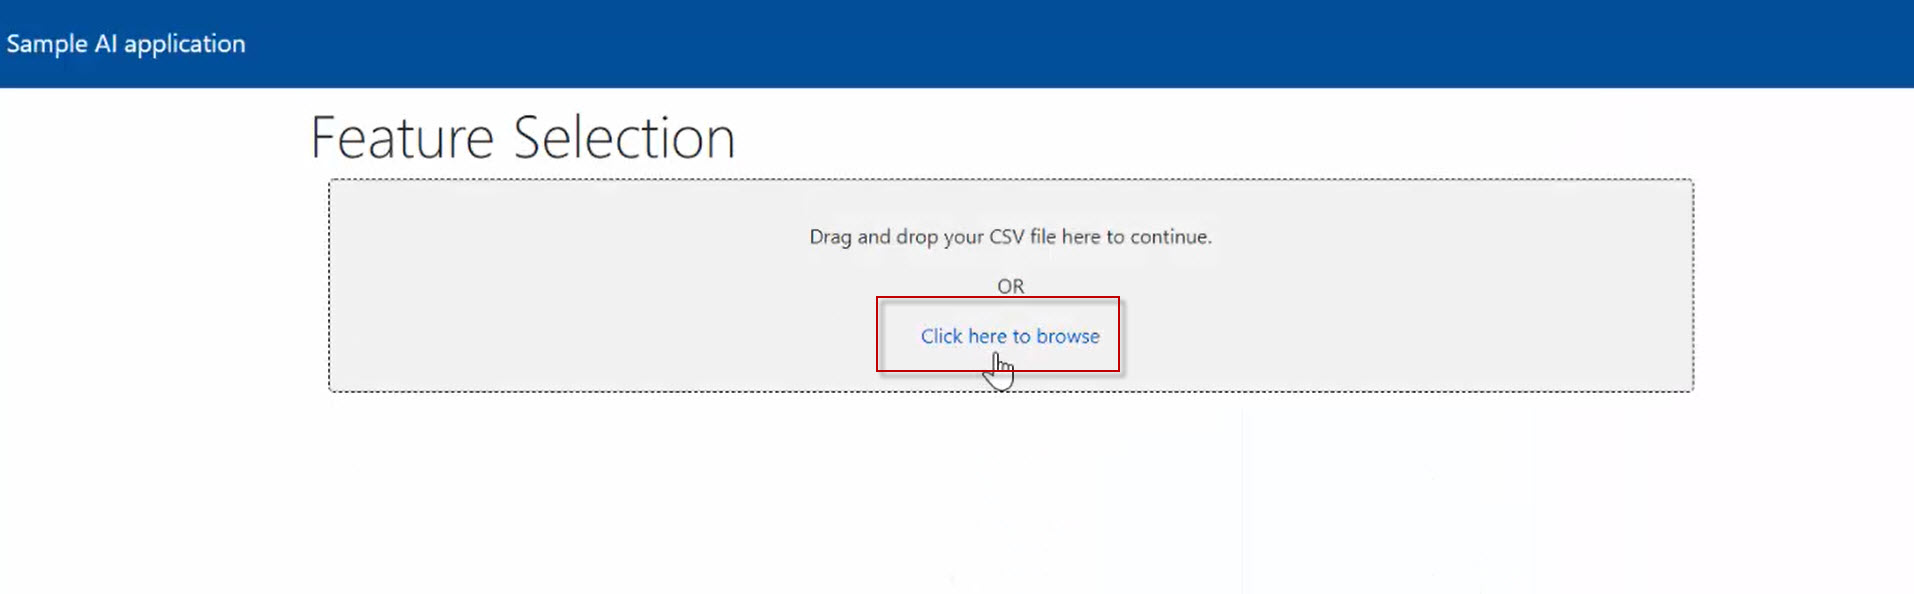 Sample AI application
Feature Selection
Drag and drop your CSV file here to continue.
OR
Click here to browse